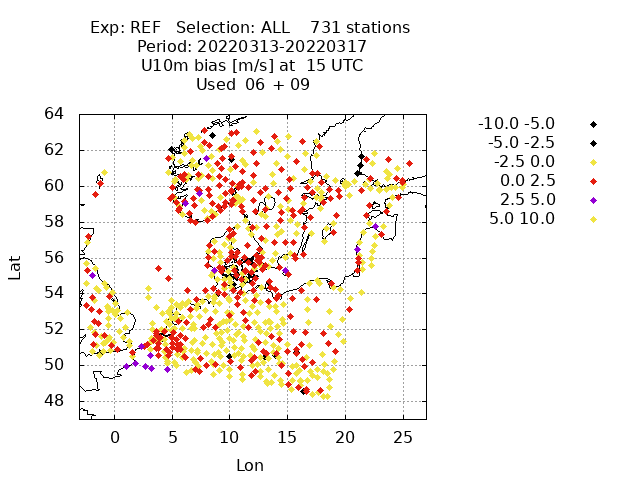 Exp: REF   Selection: ALL    731 stations
Period: 20220313-20220317
U10m bias [m/s] at  15 UTC
Used  06 + 09
-10.0 -5.0
-5.0 -2.5
-2.5 0.0
0.0 2.5
2.5 5.0
5.0 10.0
64
62
60
58
56
54
52
50
48
Lat
0 5 10 15 20 25
Lon